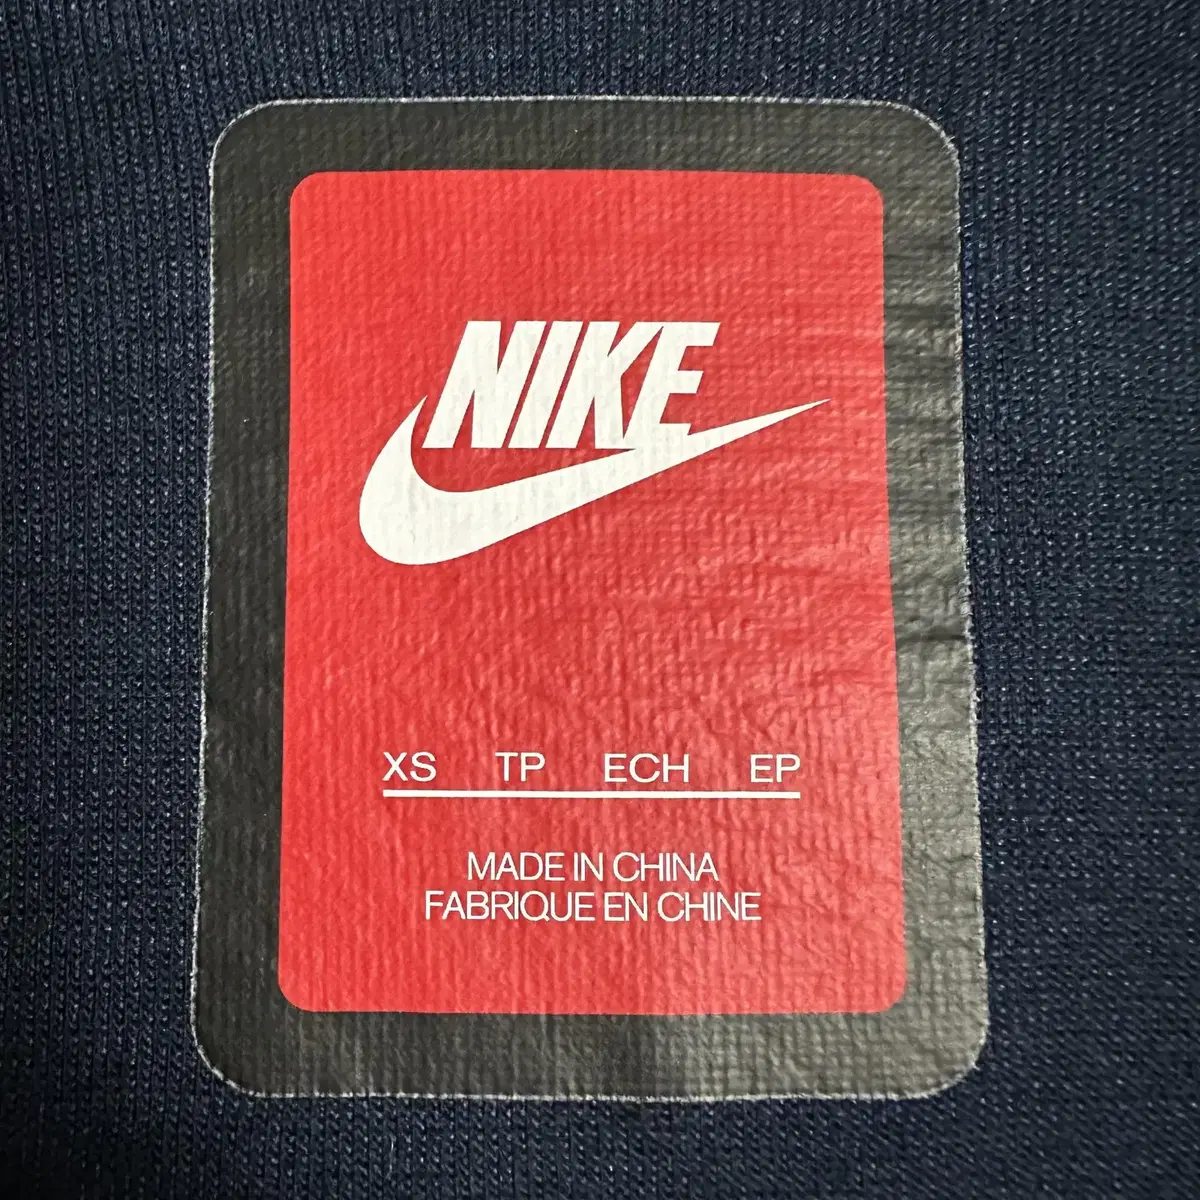 NIKE
XS TP ECH EP
MADE IN CHINA
FABRIQUE EN CHINE